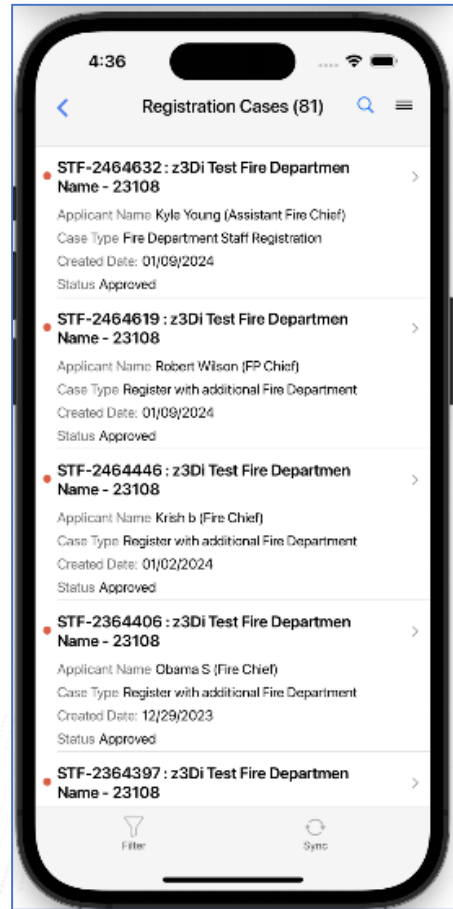 4:36
Registration Cases (81)
STF-2464632 : z3Di Test Fire Departmen
Name - 23108
Applicant Name Kyle Young (Assistant Fire Chief)
Case Type Fire Department Staff Registration
Created Date: 01/09/2024
Status Approved
STF-2464619 : z3Di Test Fire Departmen
Name - 23108
Applicant Name Robert Wilson (FP Chief)
Case Type Register with additional Fire Department
Created Date: 01/09/2024
Status Approved
STF-2464446 : z3Di Test Fire Departmen
Name - 23108
Applicant Name Krish b (Fire Chief)
Case Type Register with additional Fire Department
Created Date: 01/02/2024
Status Approved
STF-2364406 : z3Di Test Fire Departmen
Name - 23108
Applicant Name Obama S (Fire Chief)
Case Type Register with additional Fire Department
Created Date: 12/29/2023
Status Approved
STF-2364397 : z3Di Test Fire Departmen
Name - 23108
Filter
Sync